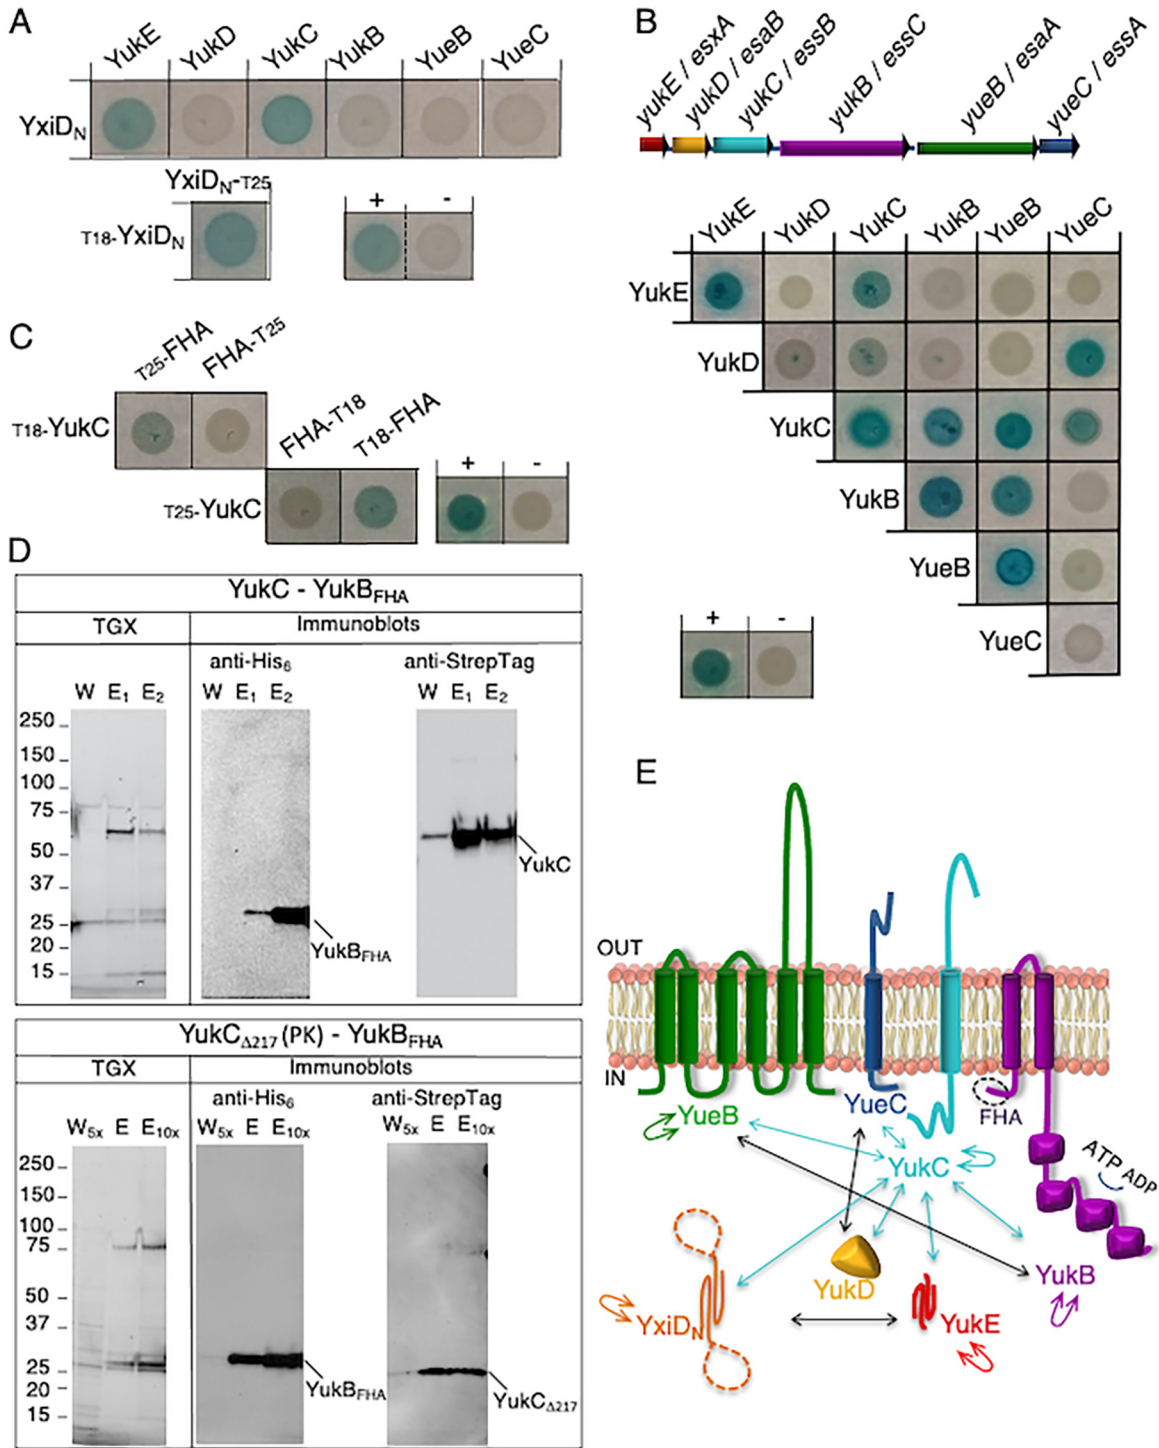 A
YukE YukD YukC YukB YueB YueC
YxiDN
YxiDN-T25
T18-YxiDN
+ -
B
yukE / esxA yukD / esaB yukC / essB yukB / essC yueB / esaA yueC / essA
YukE YukD YukC YukB YueB YueC
YukE
YukD
YukC
YukB
YueB
YueC
+ -
C
T25-FHA FHA-T25
T18-YukC
FHA-T18 T18-FHA
T25-YukC
+ -
D
YukC - YukBFHA
TGX Immunoblots
anti-His6 anti-StrepTag
W E1 E2 W E1 E2 W E1 E2
250
150
100
75
50
37
25
20
15
YukC
YukBFHA
YukCΔ217 (PK) - YukBFHA
TGX Immunoblots
anti-His6 anti-StrepTag
W5x E E10x W5x E E10x W5x E E10x
250
150
100
75
50
37
25
20
15
YukBFHA
YukCΔ217
E
OUT
IN
YueB
YueC
FHA
YukC
ATP ADP
YukB
YukD
YxiDN
YukE